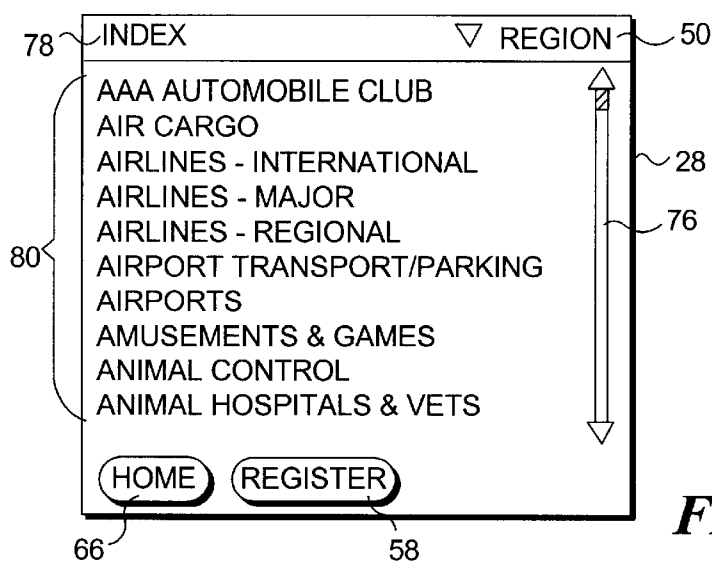 78 INDEX ▽ REGION 50
AAA AUTOMOBILE CLUB
AIR CARGO
AIRLINES - INTERNATIONAL
28
AIRLINES - MAJOR
76
AIRLINES - REGIONAL
80
AIRPORT TRANSPORT/PARKING
AIRPORTS
AMUSEMENTS & GAMES
ANIMAL CONTROL
ANIMAL HOSPITALS & VETS
HOME REGISTER
66 58